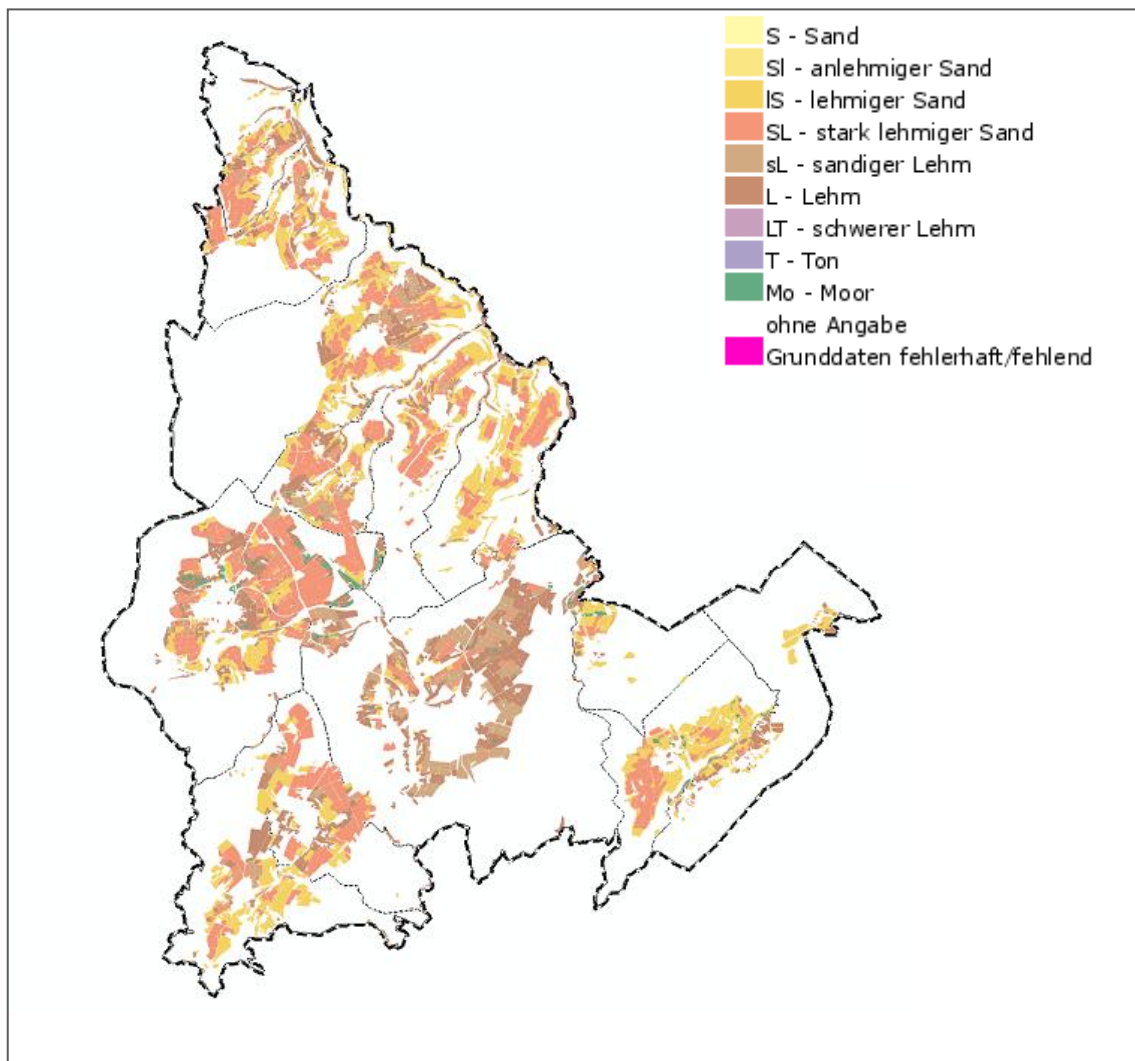 S - Sand
Sl - anlehmiger Sand
lS - lehmiger Sand
SL - stark lehmiger Sand
sL - sandiger Lehm
L - Lehm
LT - schwerer Lehm
T - Ton
Mo - Moor
ohne Angabe
Grunddaten fehlerhaft/fehlend